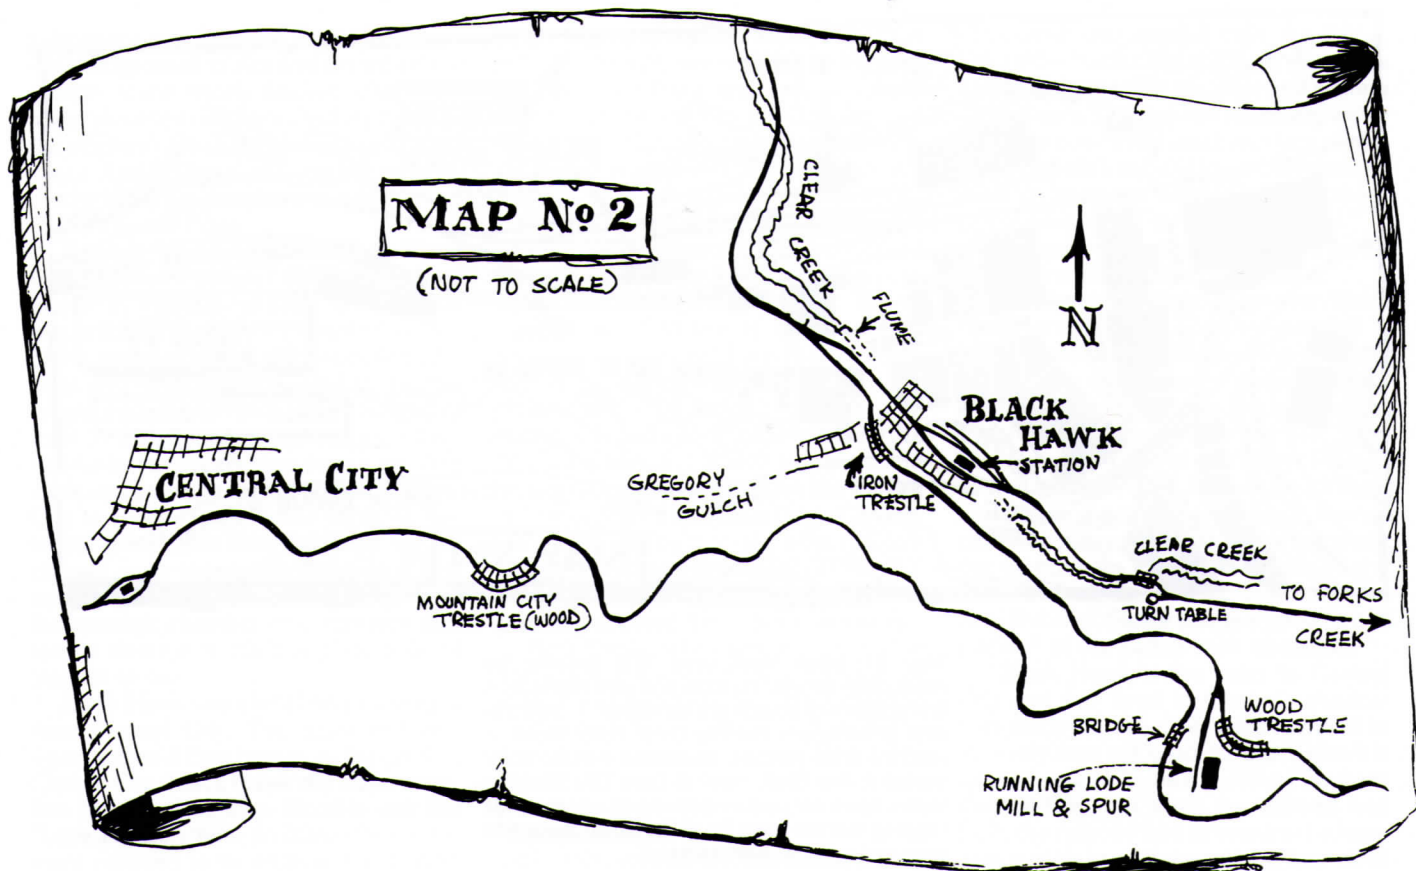 MAP No 2
(NOT TO SCALE)
CLEAR
CREEK
FLUME
N
BLACK
HAWK
STATION
CENTRAL CITY
GREGORY
GULCH
IRON
TRESTLE
MOUNTAIN CITY
TRESTLE (WOOD)
CLEAR CREEK
TO FORKS
CREEK
TURN TABLE
BRIDGE
WOOD
TRESTLE
RUNNING LODE
MILL & SPUR